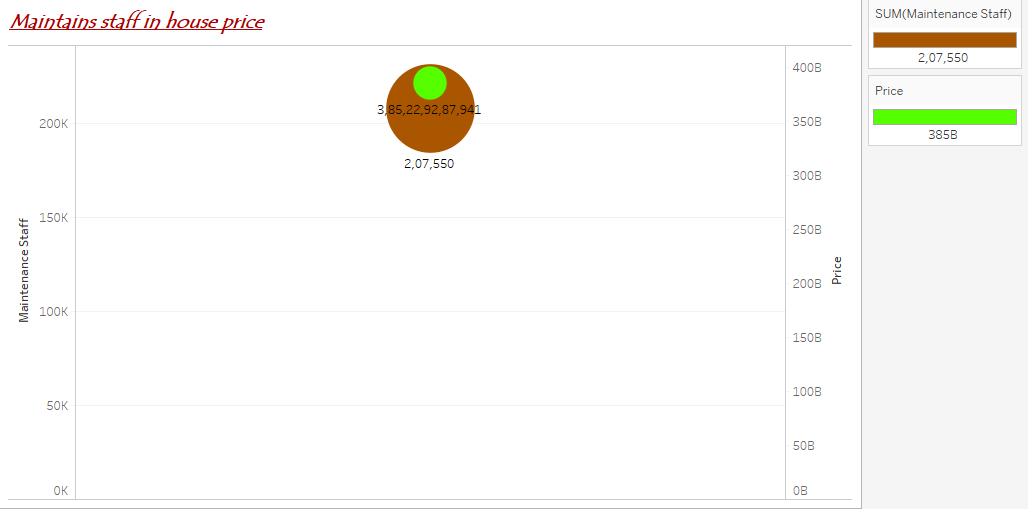 Maintains staff in house price
SUM(Maintenance Staff)
2,07,550
Price
385B
Maintenance Staff
200K
150K
100K
50K
0K
3,85,22,92,87,941
2,07,550
400B
350B
300B
250B
200B
150B
100B
50B
0B
Price